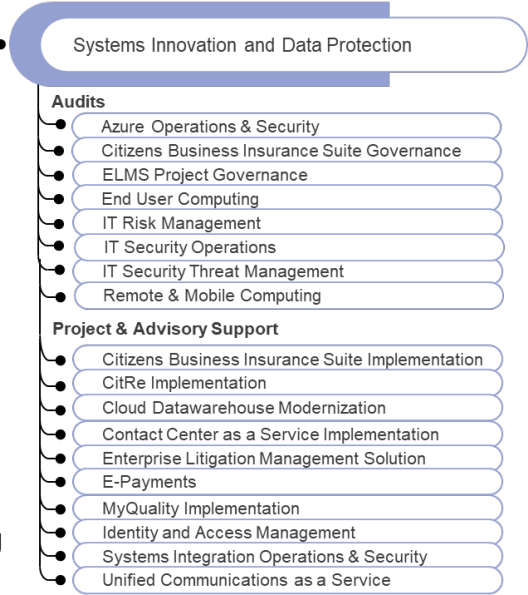 Systems Innovation and Data Protection
Audits
Azure Operations & Security
Citizens Business Insurance Suite Governance
ELMS Project Governance
End User Computing
IT Risk Management
IT Security Operations
IT Security Threat Management
Remote & Mobile Computing
Project & Advisory Support
Citizens Business Insurance Suite Implementation
CitRe Implementation
Cloud Datawarehouse Modernization
Contact Center as a Service Implementation
Enterprise Litigation Management Solution
E-Payments
MyQuality Implementation
Identity and Access Management
Systems Integration Operations & Security
Unified Communications as a Service